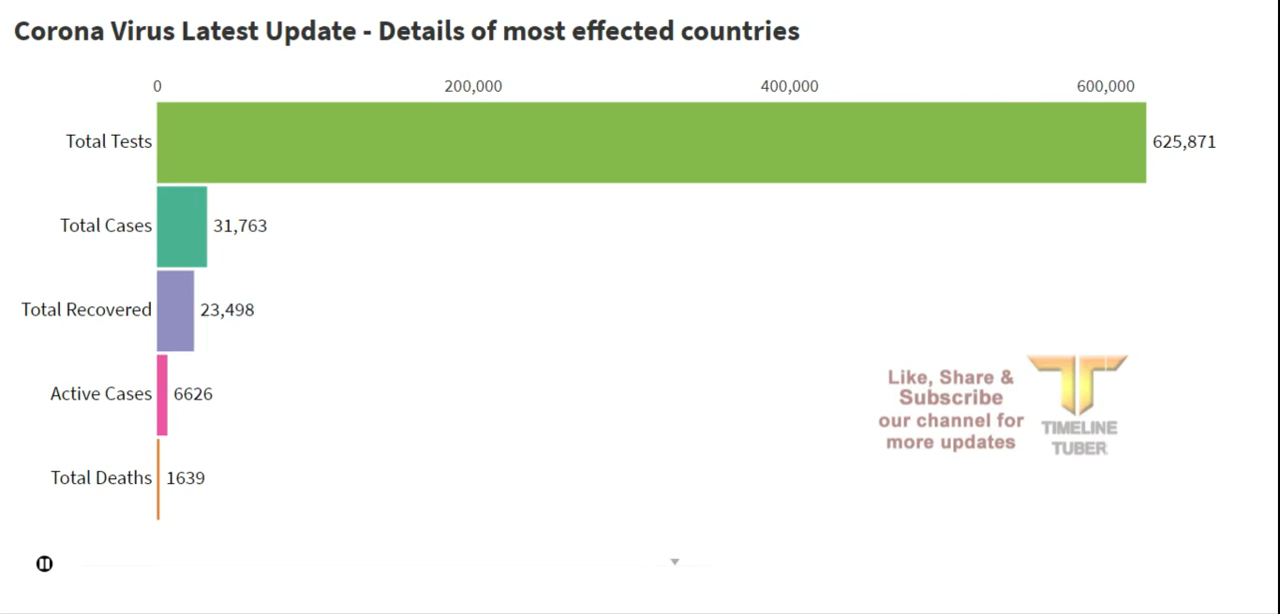 Corona Virus Latest Update - Details of most effected countries
0 200,000 400,000 600,000
Total Tests 625,871
Total Cases 31,763
Total Recovered 23,498
Active Cases 6626
Total Deaths 1639
Like, Share &
Subscribe
our channel for
more updates
TIMELINE
TUBER